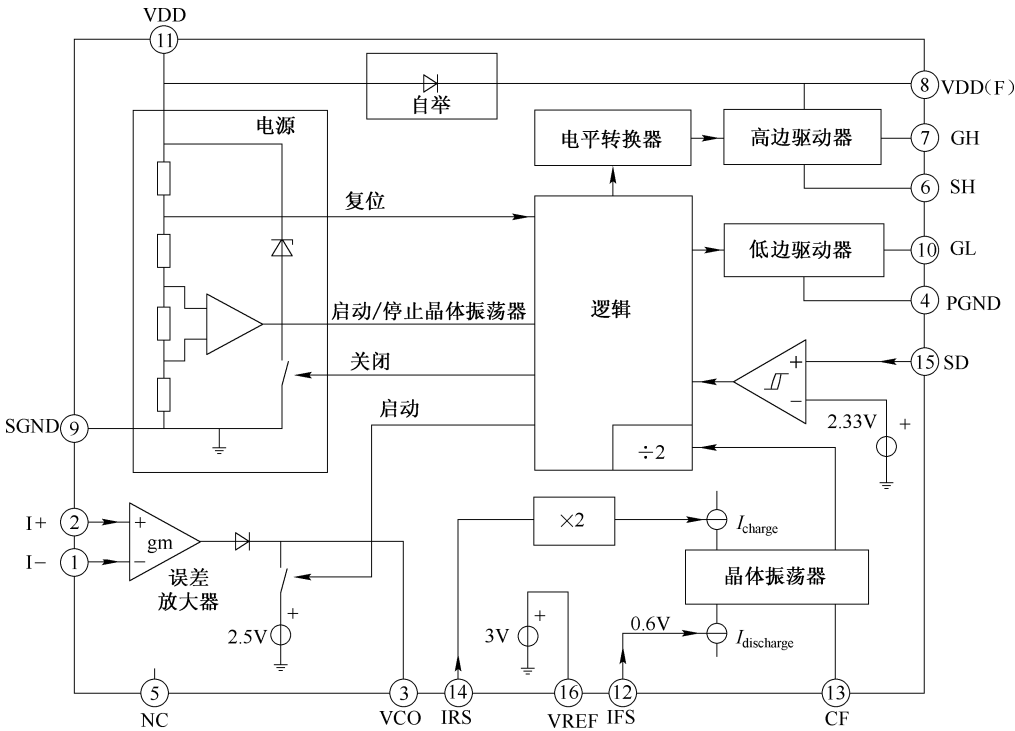 VDD
11
8 VDD(F)
自举
电源
电平转换器
高边驱动器
7 GH
复位
6 SH
低边驱动器
10 GL
启动/停止晶体振荡器
逻辑
4 PGND
关闭
+
15 SD
SGND 9
启动
−
2.33V
+
÷2
I+ 2
+
gm
×2
Icharge
I− 1
−
误差
放大器
晶体振荡器
+
2.5V
+
3V
0.6V
Idischarge
5
3
14
16
12
13
NC
VCO
IRS
VREF
IFS
CF